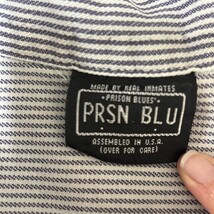 MADE BY REAL INMATES
•PRISON BLUES•
PRSN BLU
ASSEMBLED IN U.S.A.
(OVER FOR CARE)